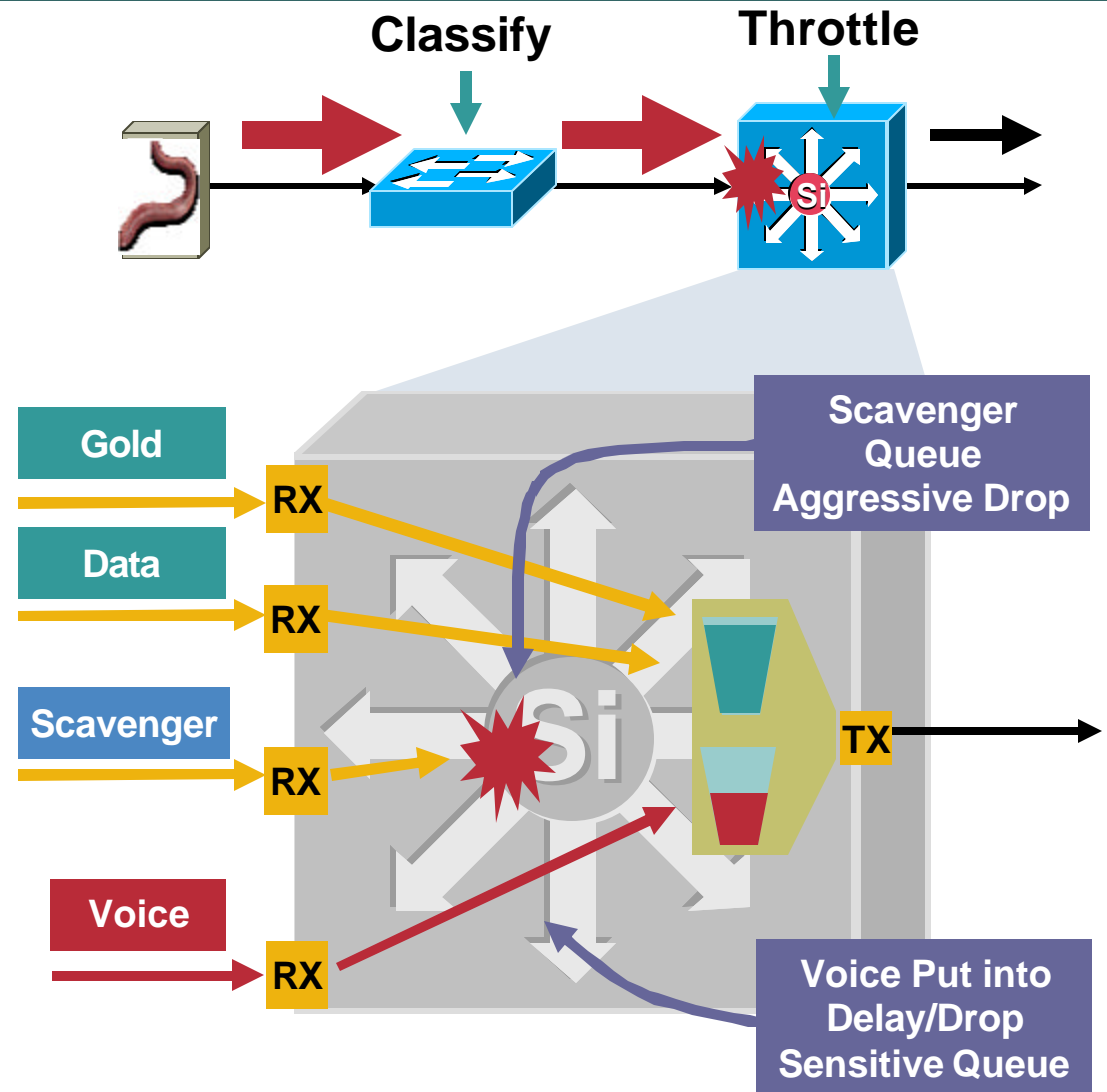 Classify
Throttle
Si
Scavenger
Queue
Aggressive Drop
Gold
RX
Data
RX
Scavenger
RX
Si
TX
Voice
RX
Voice Put into
Delay/Drop
Sensitive Queue